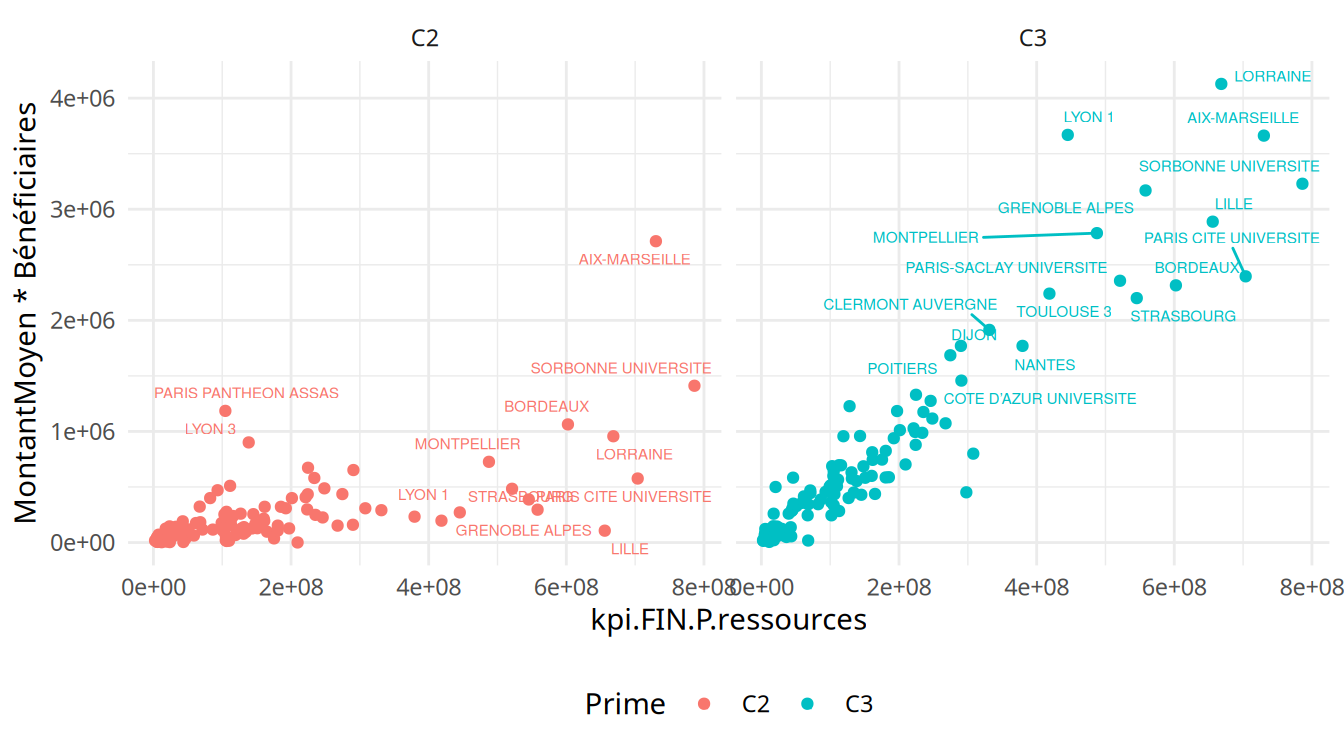 C2
C3
MontantMoyen * Bénéficiaires
4e+06
3e+06
2e+06
1e+06
0e+00
AIX-MARSEILLE
SORBONNE UNIVERSITE
PARIS PANTHEON ASSAS
BORDEAUX
LYON 3
MONTPELLIER
LORRAINE
LYON 1
STRASBOURG
PARIS CITE UNIVERSITE
GRENOBLE ALPES
LILLE
LORRAINE
LYON 1
AIX-MARSEILLE
SORBONNE UNIVERSITE
GRENOBLE ALPES
LILLE
MONTPELLIER
PARIS CITE UNIVERSITE
PARIS-SACLAY UNIVERSITE
BORDEAUX
CLERMONT AUVERGNE
TOULOUSE 3
STRASBOURG
DIJON
POITIERS
NANTES
COTE D'AZUR UNIVERSITE
0e+00 2e+08 4e+08 6e+08 8e+08
0e+00 2e+08 4e+08 6e+08 8e+08
kpi.FIN.P.ressources
Prime C2 C3